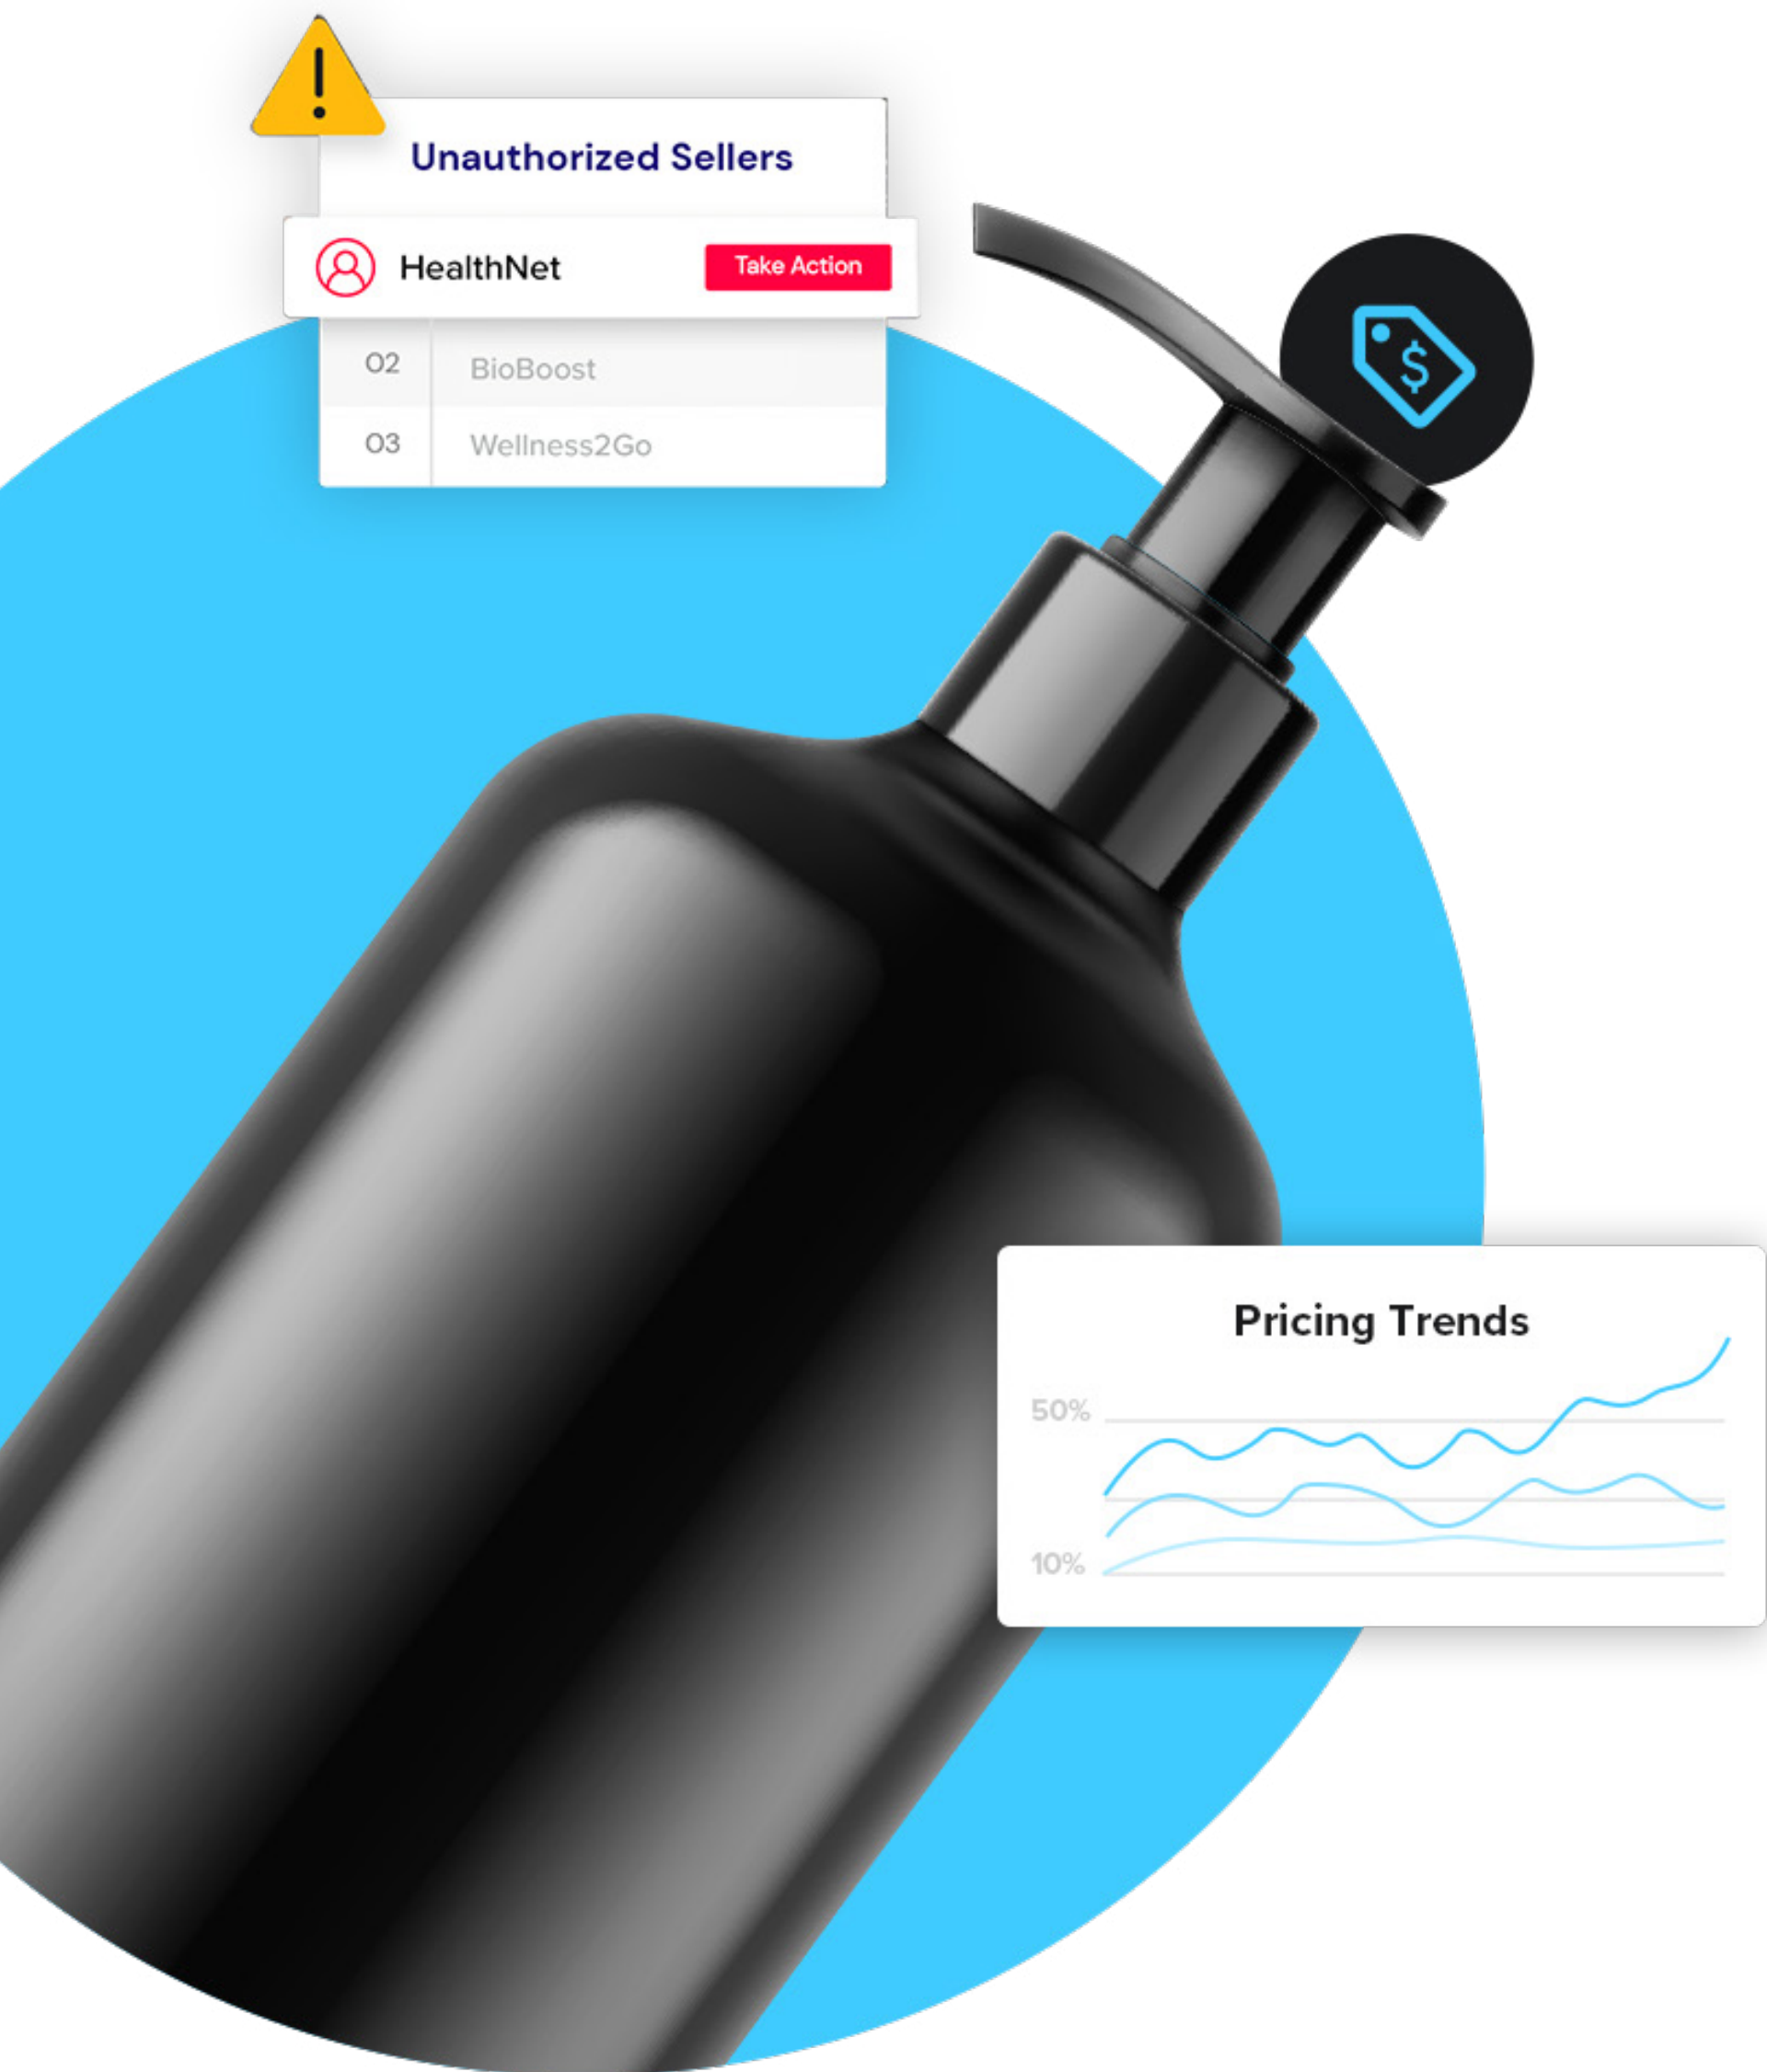 Unauthorized Sellers
HealthNet Take Action
02 BioBoost
03 Wellness2Go
$
Pricing Trends
50%
10%